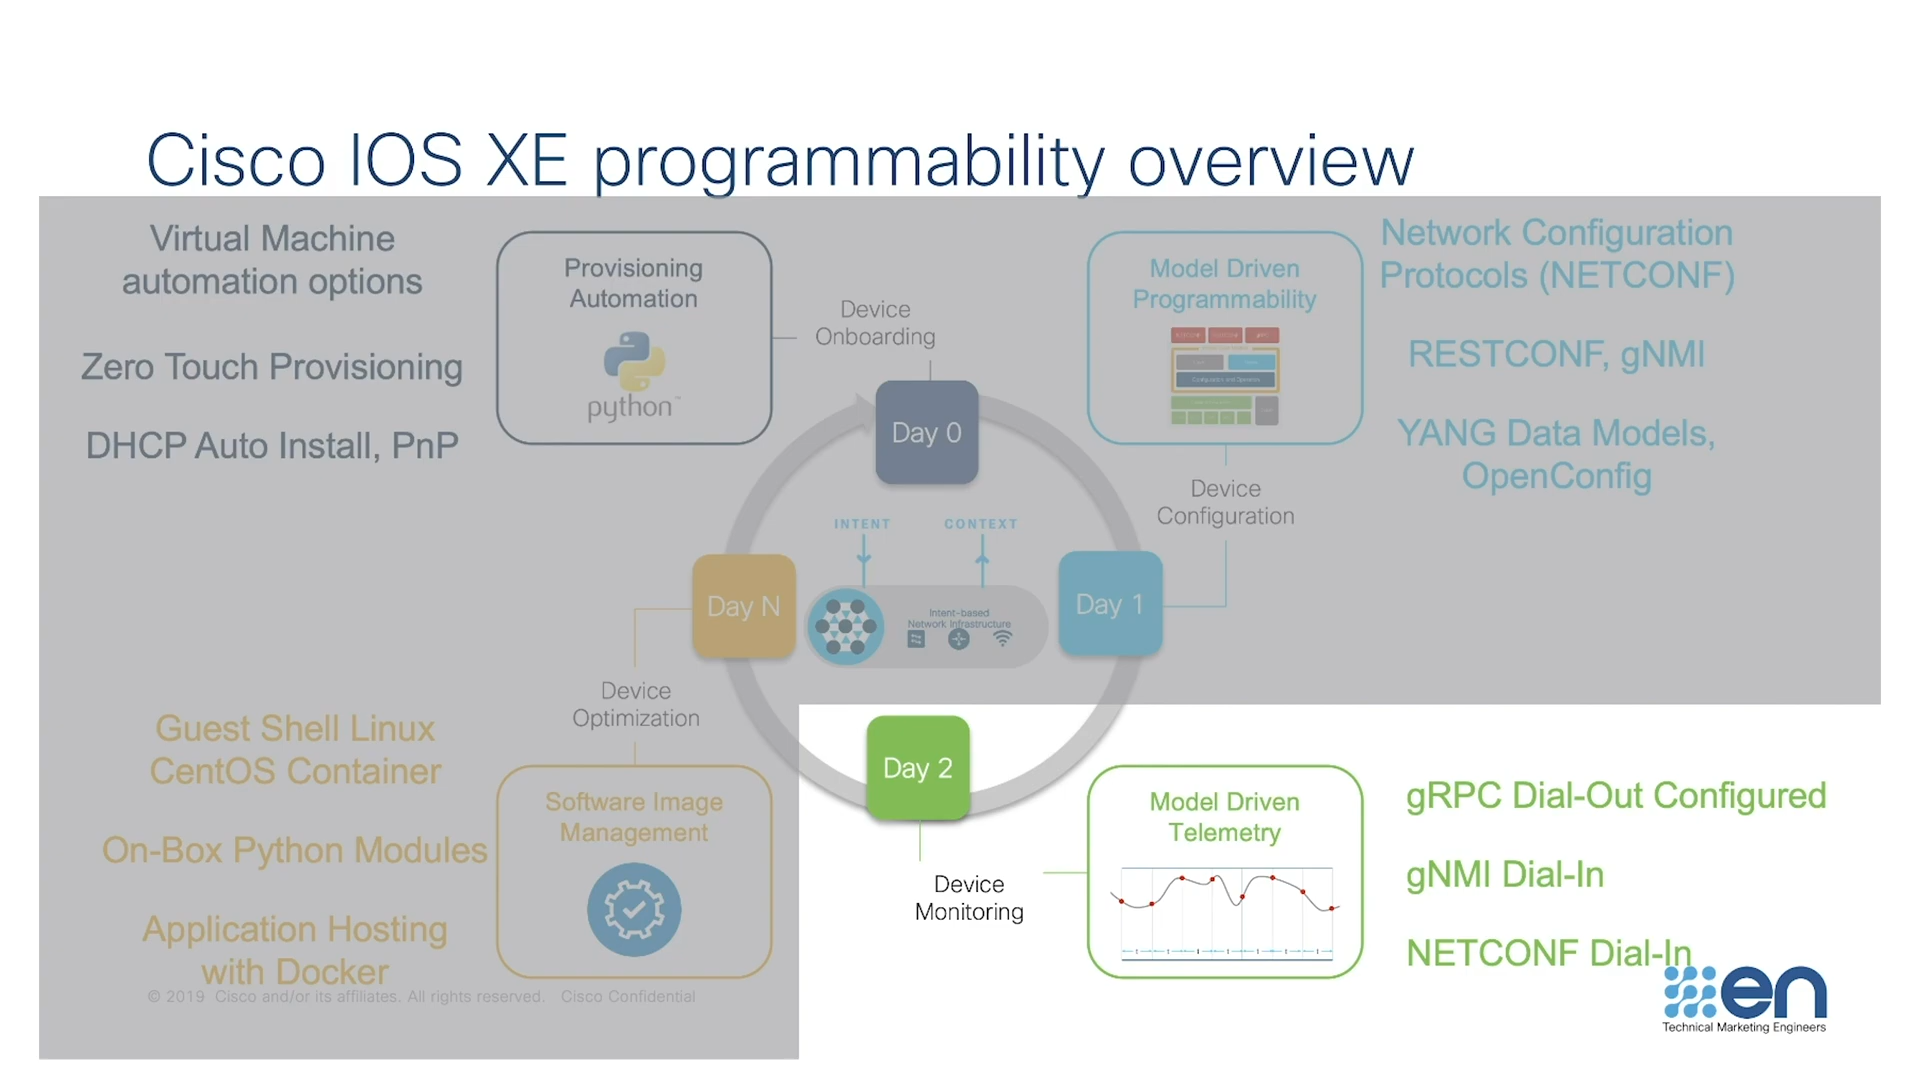 Cisco IOS XE programmability overview
Virtual Machine
automation options
Zero Touch Provisioning
DHCP Auto Install, PnP
Provisioning
Automation
python™
Device
Onboarding
Day 0
Model Driven
Programmability
Configuration and Operation
Network Configuration
Protocols (NETCONF)
RESTCONF, gNMI
YANG Data Models,
OpenConfig
Device
Configuration
INTENT
CONTEXT
Day N
Intent-based
Network Infrastructure
Day 1
Device
Optimization
Guest Shell Linux
CentOS Container
On-Box Python Modules
Application Hosting
with Docker
Software Image
Management
Day 2
Device
Monitoring
Model Driven
Telemetry
gRPC Dial-Out Configured
gNMI Dial-In
NETCONF Dial-In
© 2019 Cisco and/or its affiliates. All rights reserved. Cisco Confidential
en
Technical Marketing Engineers